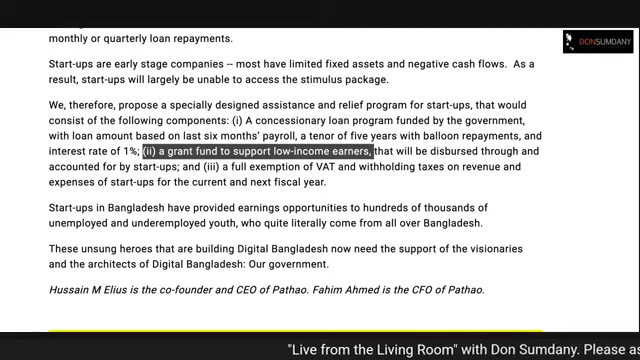 monthly or quarterly loan repayments.
DONSUMDANY
Start-ups are early stage companies -- most have limited fixed assets and negative cash flows. As a
result, start-ups will largely be unable to access the stimulus package.
We, therefore, propose a specially designed assistance and relief program for start-ups, that would
consist of the following components: (i) A concessionary loan program funded by the government,
with loan amount based on last six months’ payroll, a tenor of five years with balloon repayments, and
interest rate of 1%; (ii) a grant fund to support low-income earners, that will be disbursed through and
accounted for by start-ups; and (iii) a full exemption of VAT and withholding taxes on revenue and
expenses of start-ups for the current and next fiscal year.
Start-ups in Bangladesh have provided earnings opportunities to hundreds of thousands of
unemployed and underemployed youth, who quite literally come from all over Bangladesh.
These unsung heroes that are building Digital Bangladesh now need the support of the visionaries
and the architects of Digital Bangladesh: Our government.
Hussain M Elius is the co-founder and CEO of Pathao. Fahim Ahmed is the CFO of Pathao.
"Live from the Living Room" with Don Sumdany. Please as